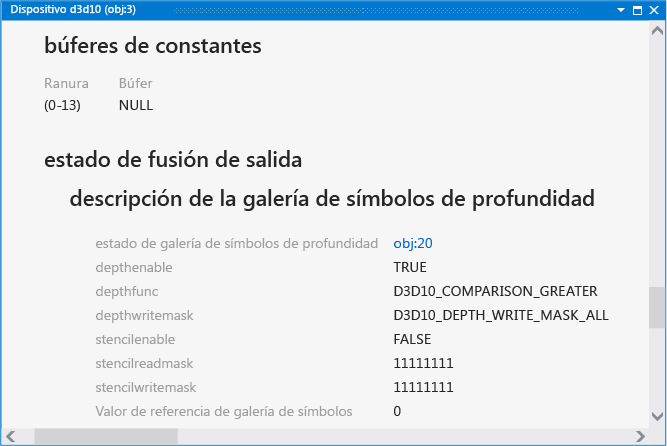 Dispositivo d3d10 (obj:3)
búferes de constantes
Ranura Búfer
(0-13) NULL
estado de fusión de salida
descripción de la galería de símbolos de profundidad
estado de galería de símbolos de profundidad obj:20
depthenable TRUE
depthfunc D3D10_COMPARISON_GREATER
depthwritemask D3D10_DEPTH_WRITE_MASK_ALL
stencilenable FALSE
stencilreadmask 11111111
stencilwritemask 11111111
Valor de referencia de galería de símbolos 0